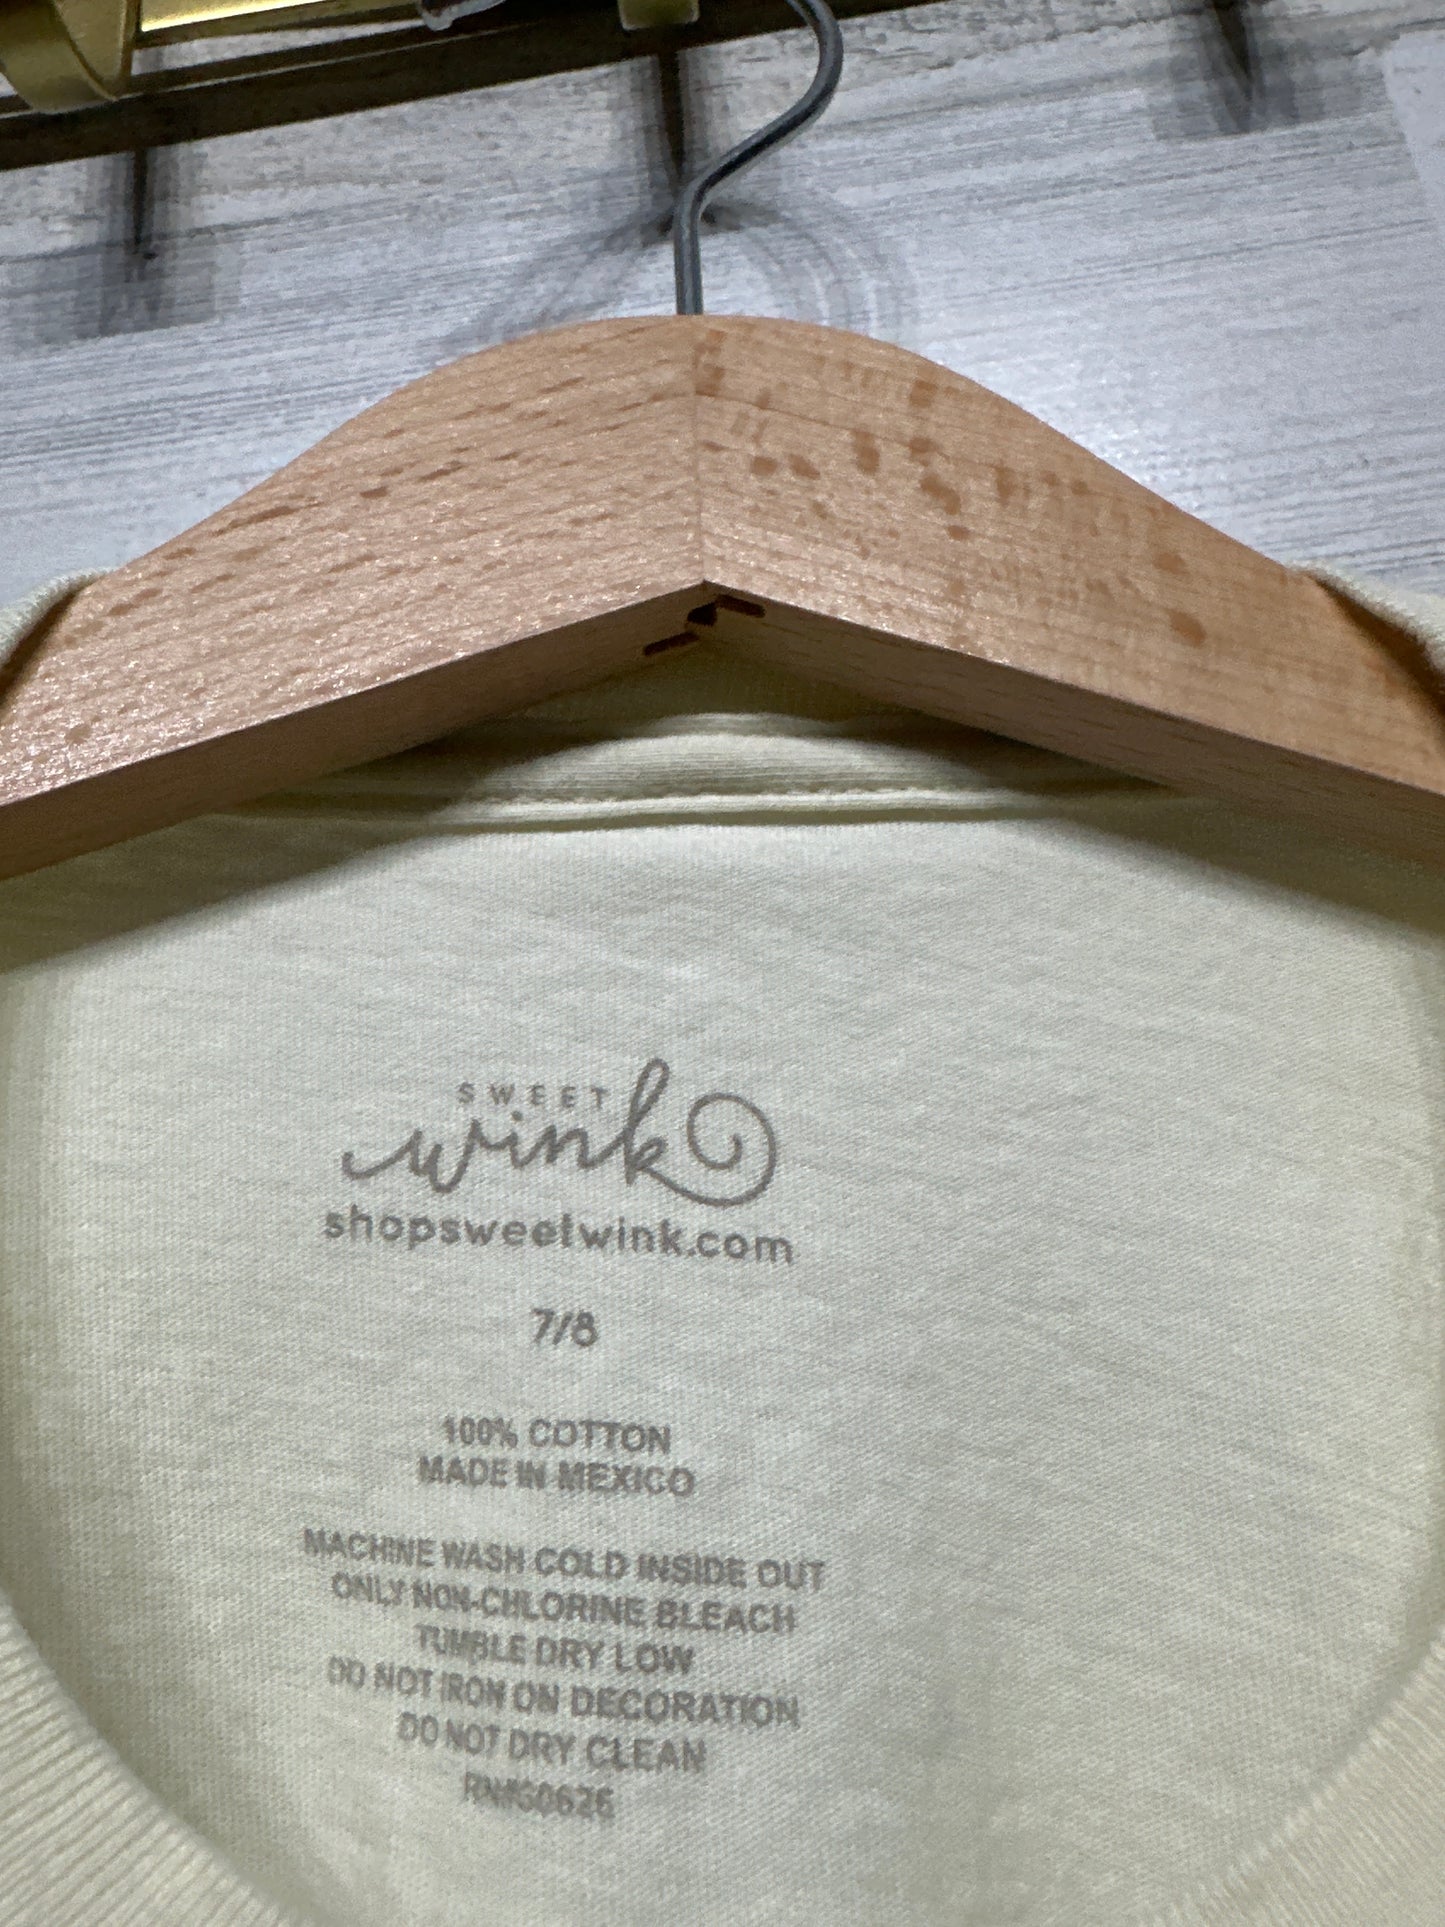 SWEET
wink
shopsweetwink.com
7/8
100% COTTON
MADE IN MEXICO
MACHINE WASH COLD INSIDE OUT
ONLY NON-CHLORINE BLEACH
TUMBLE DRY LOW
DO NOT IRON ON DECORATION
DO NOT DRY CLEAN